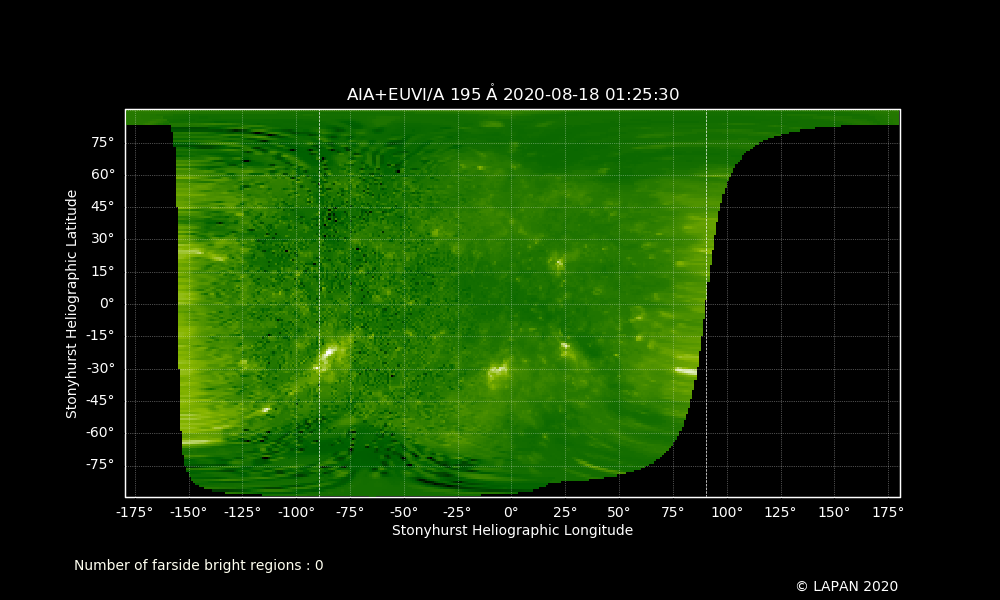 AIA+EUVI/A 195 Å 2020-08-18 01:25:30
Stonyhurst Heliographic Latitude
75°
60°
45°
30°
15°
0°
-15°
-30°
-45°
-60°
-75°
-175° -150° -125° -100° -75° -50° -25° 0° 25° 50° 75° 100° 125° 150° 175°
Stonyhurst Heliographic Longitude
Number of farside bright regions : 0
© LAPAN 2020